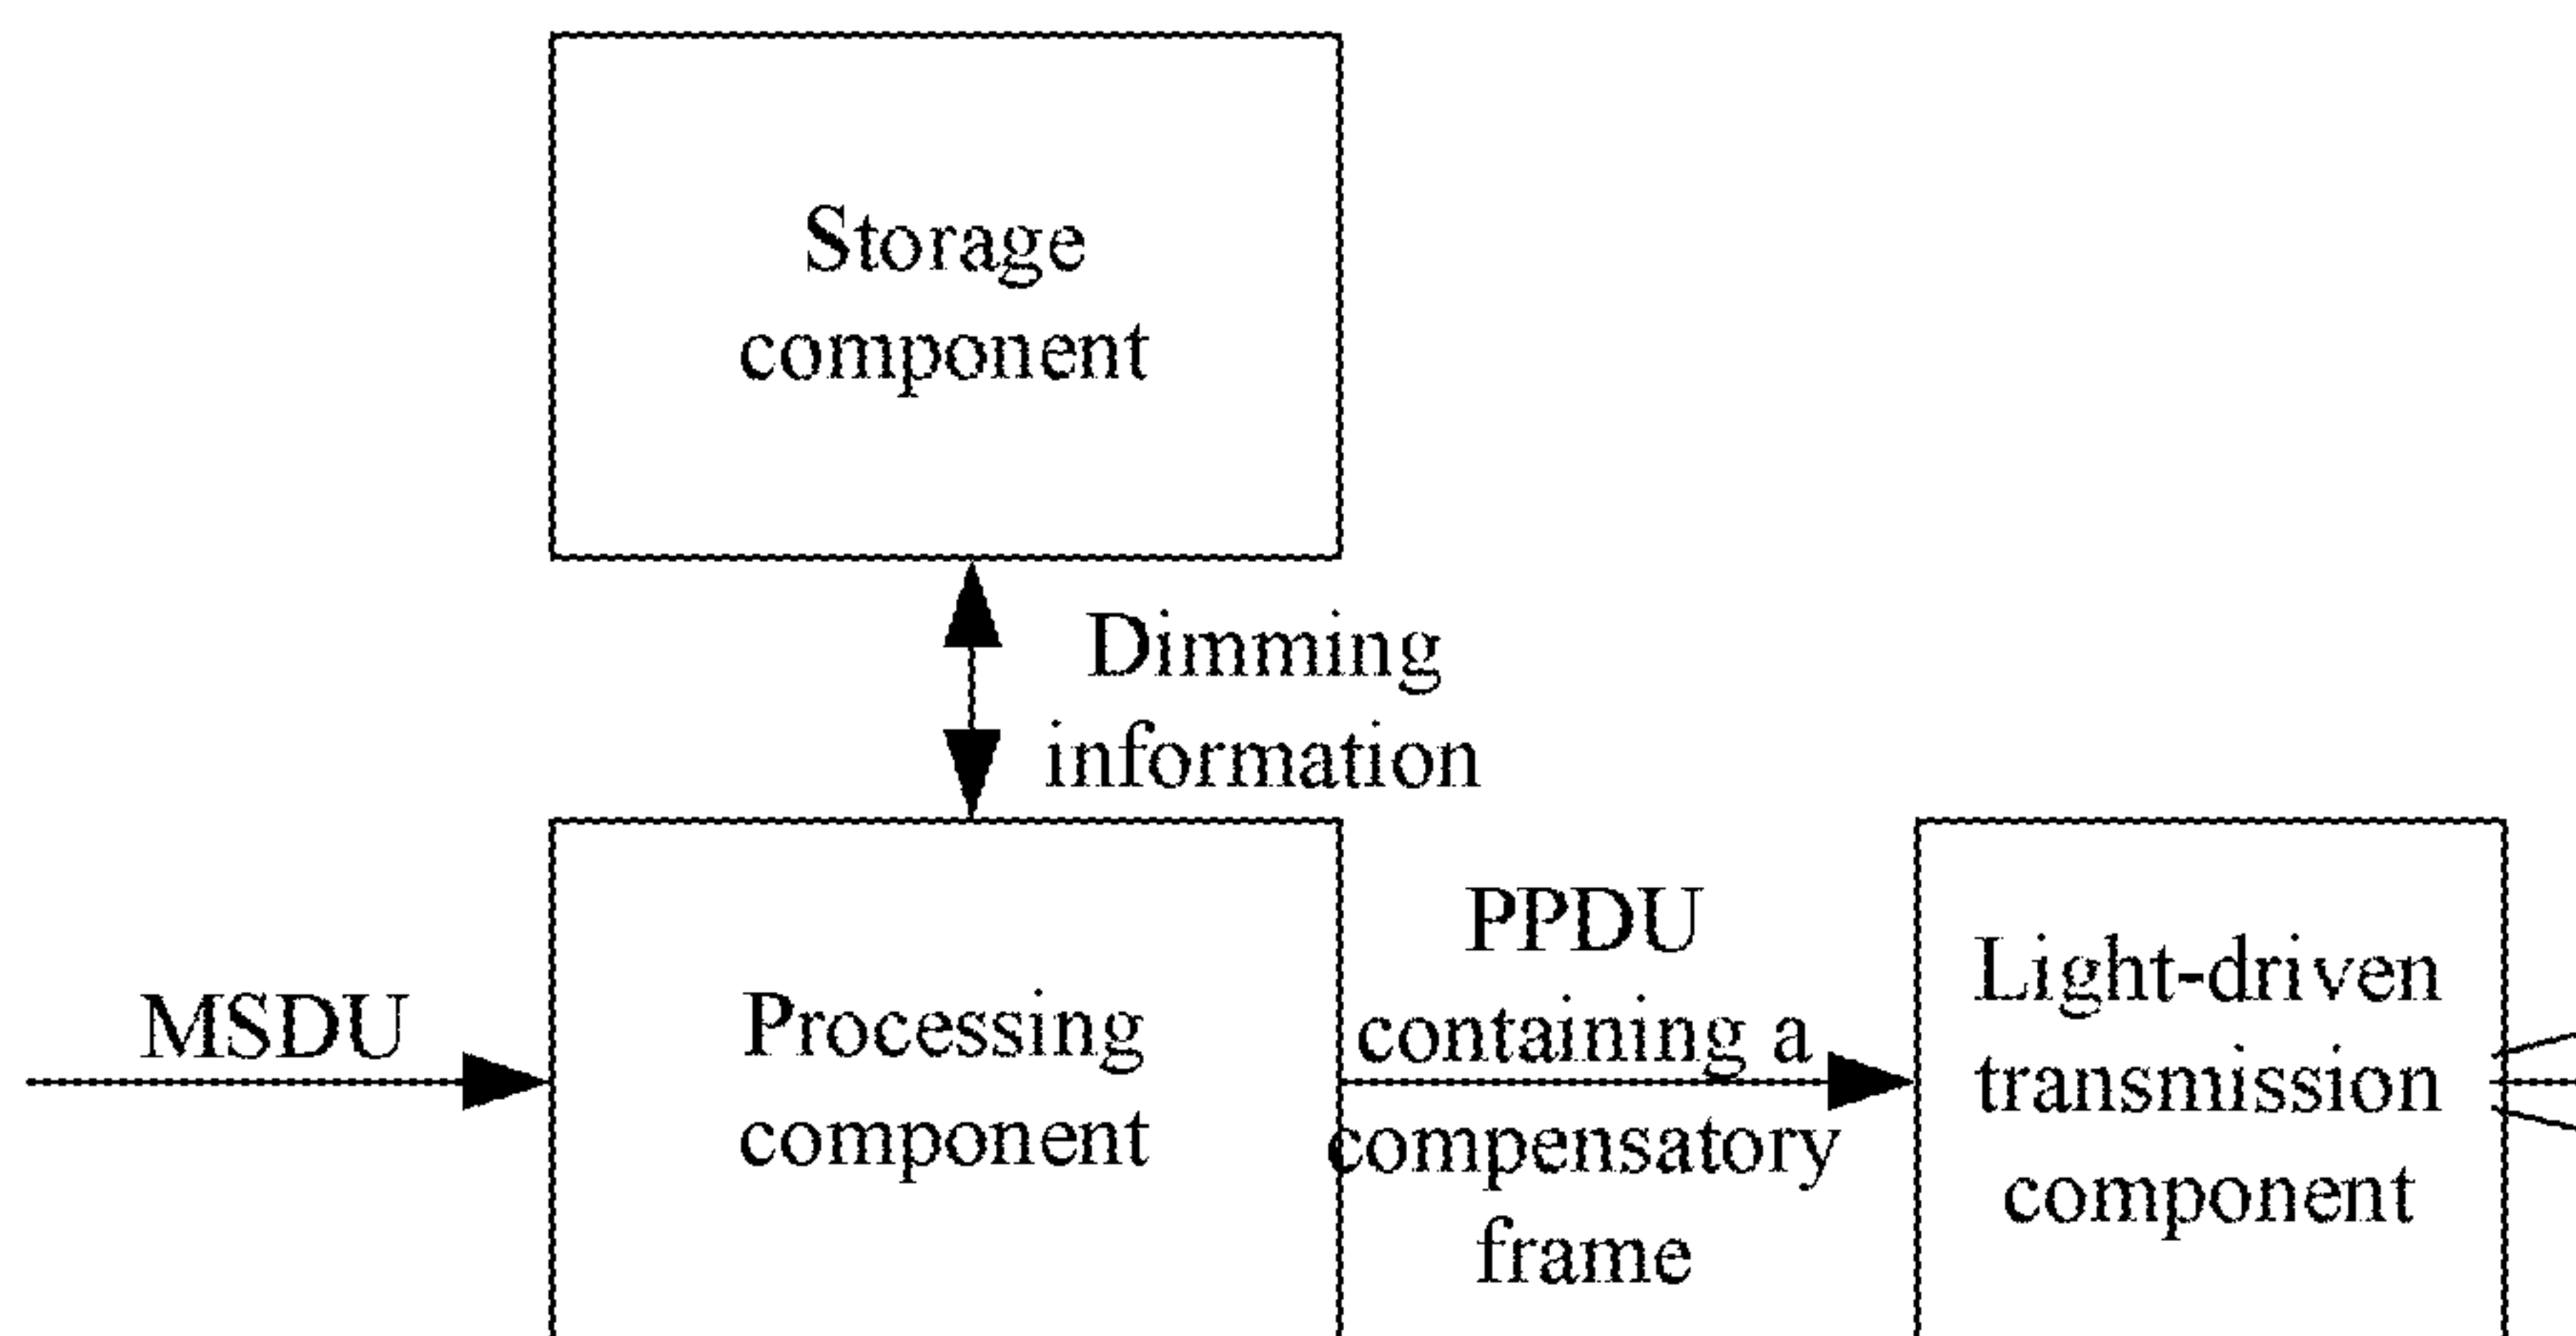 Storage
component
Dimming
information
MSDU
Processing
component
PPDU
containing a
compensatory
frame
Light-driven
transmission
component